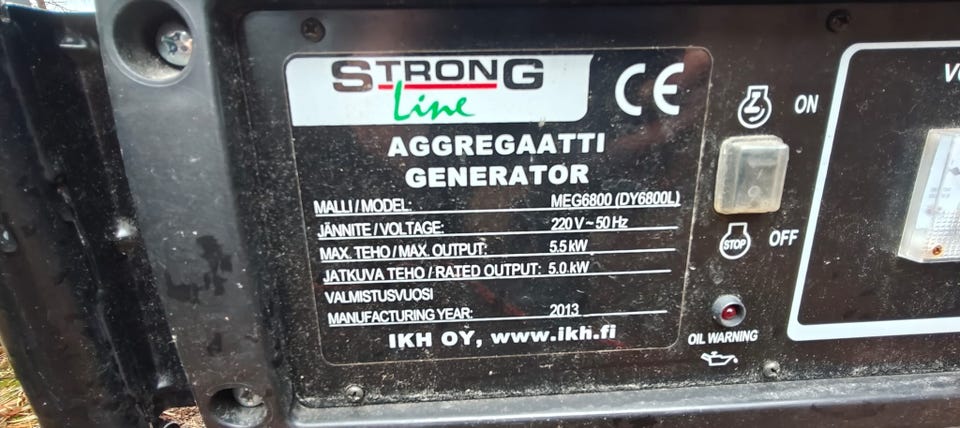 STRONG
Line
CE
AGGREGAATTI
GENERATOR
MALLI / MODEL: MEG6800 (DY6800L)
JÄNNITE / VOLTAGE: 220 V ~ 50 Hz
MAX. TEHO / MAX. OUTPUT: 5.5 kW
JATKUVA TEHO / RATED OUTPUT: 5.0.kW
VALMISTUSVUOSI
MANUFACTURING YEAR: 2013
IKH OY, www.ikh.fi
ON
STOP
OFF
OIL WARNING